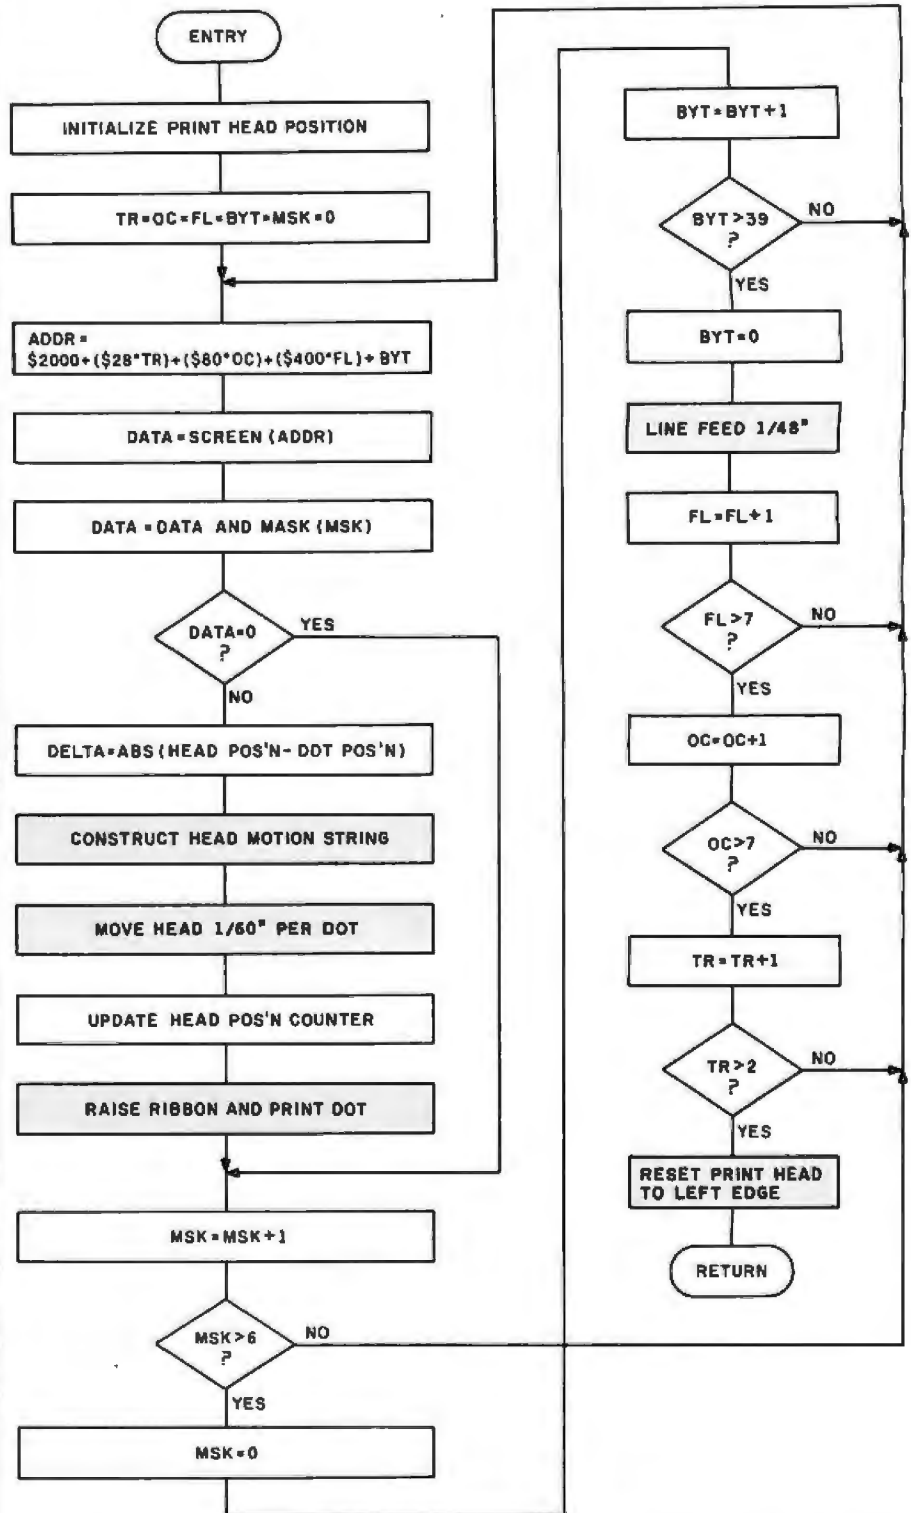 ENTRY
INITIALIZE PRINT HEAD POSITION
TR=OC=FL=BYT=MSK=0
ADDR=
$2000+($28*TR)+($80*OC)+($400*FL)+BYT
DATA=SCREEN(ADDR)
DATA=DATA AND MASK(MSK)
DATA=0
?
YES
NO
DELTA=ABS(HEAD POS'N-DOT POS'N)
CONSTRUCT HEAD MOTION STRING
MOVE HEAD 1/60" PER DOT
UPDATE HEAD POS'N COUNTER
RAISE RIBBON AND PRINT DOT
MSK=MSK+1
MSK>6
?
NO
YES
MSK=0
BYT=BYT+1
BYT>39
?
NO
YES
BYT=0
LINE FEED 1/48"
FL=FL+1
FL>7
?
NO
YES
OC=OC+1
OC>7
?
NO
YES
TR=TR+1
TR>2
?
NO
YES
RESET PRINT HEAD
TO LEFT EDGE
RETURN